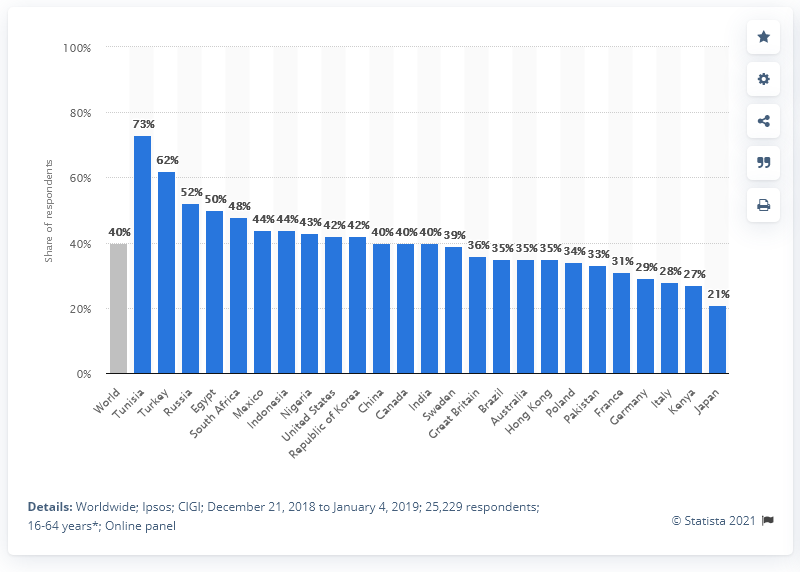 100%
80%
60%
40%
20%
0%
Share of respondents
40%
73%
62%
52%
50%
48%
44%
44%
43%
42%
42%
40%
40%
40%
39%
36%
35%
35%
35%
34%
33%
31%
29%
28%
27%
21%
World
Tunisia
Turkey
Russia
Egypt
South Africa
Mexico
Indonesia
Nigeria
United States
Republic of Korea
China
Canada
India
Sweden
Great Britain
Brazil
Australia
Hong Kong
Poland
Pakistan
France
Germany
Italy
Kenya
Japan
Details: Worldwide; Ipsos; CIGI; December 21, 2018 to January 4, 2019; 25,229 respondents;
16-64 years*; Online panel
© Statista 2021